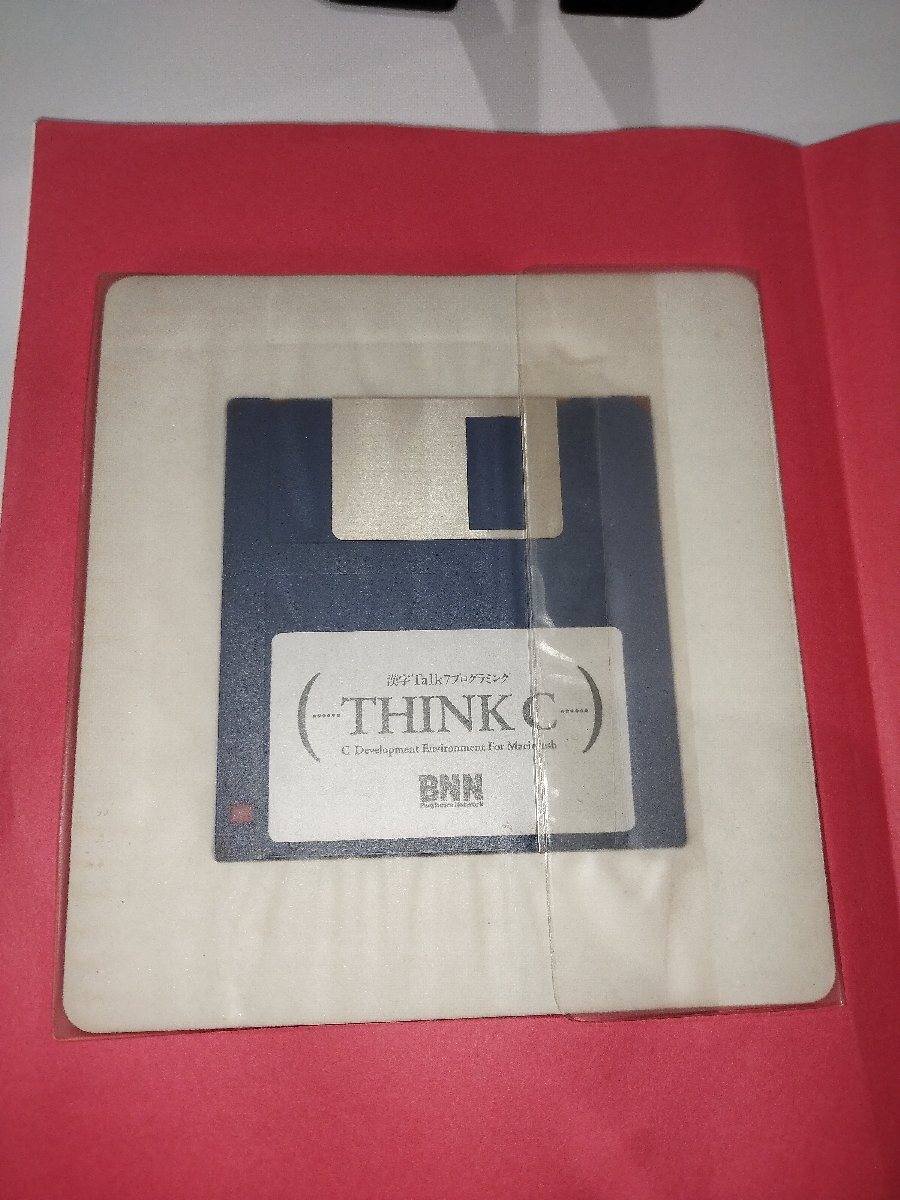 漢字Talk7プログラミング
THINK C
C Development Environment For Macintosh
BNN